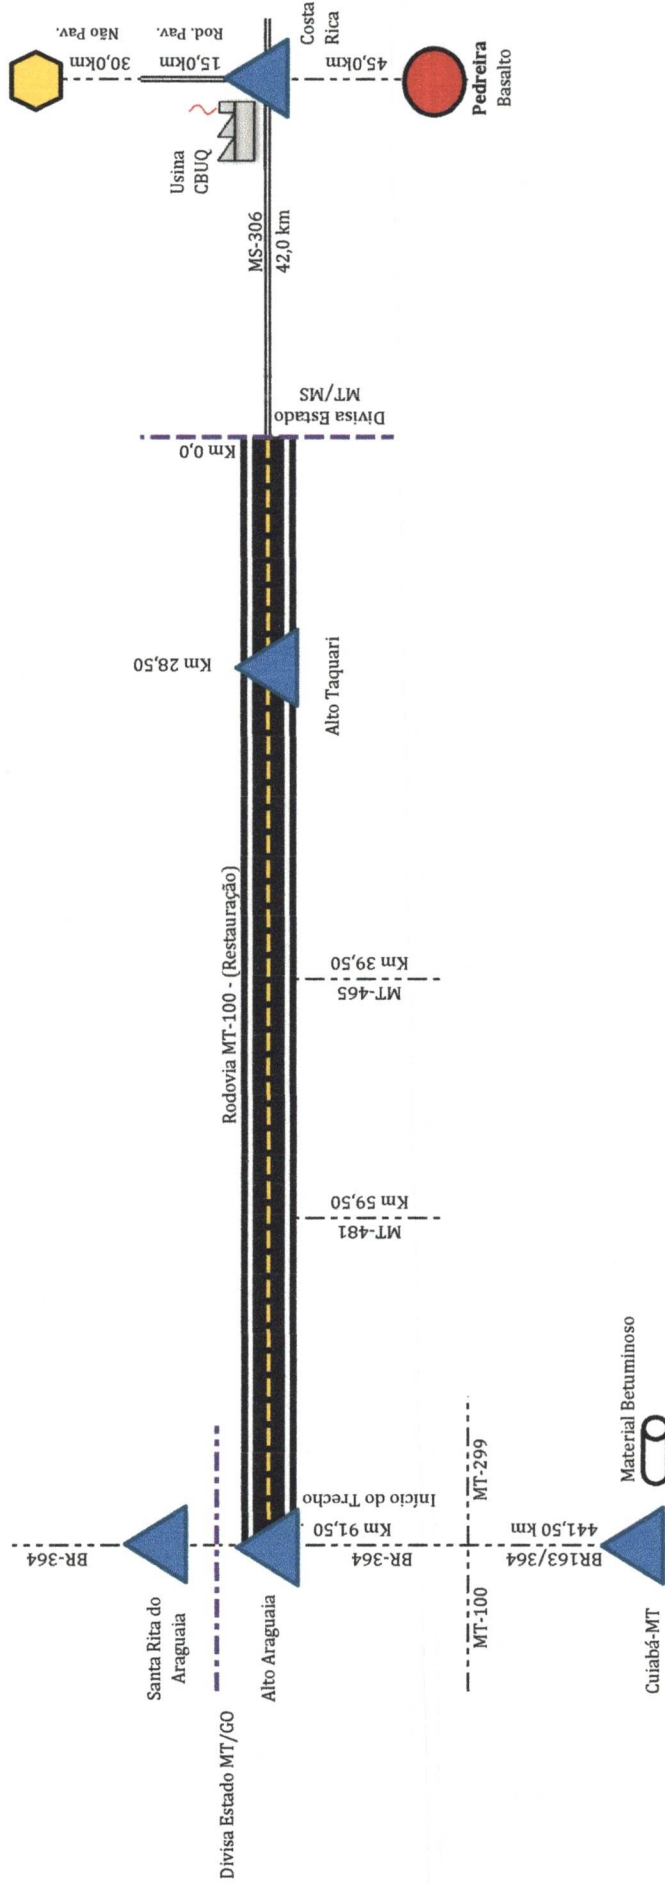 BR-364
Santa Rita do
Araguaia
Divisa Estado MT/GO
Alto Araguaia
Km 91,50
Início do Trecho
BR-364
MT-100
MT-299
BR163/364
441,50 km
Cuiabá-MT
Material Betuminoso
Rodovia MT-100 - (Restauração)
MT-481
Km 59,50
MT-465
Km 39,50
Km 28,50
Alto Taquari
Km 0,0
Divisa Estado
MT/MS
MS-306
42,0 km
Usina
CBUQ
Costa
Rica
Rod. Pav.
15,0km
Não Pav.
30,0km
45,0km
Pedreira
Basalto